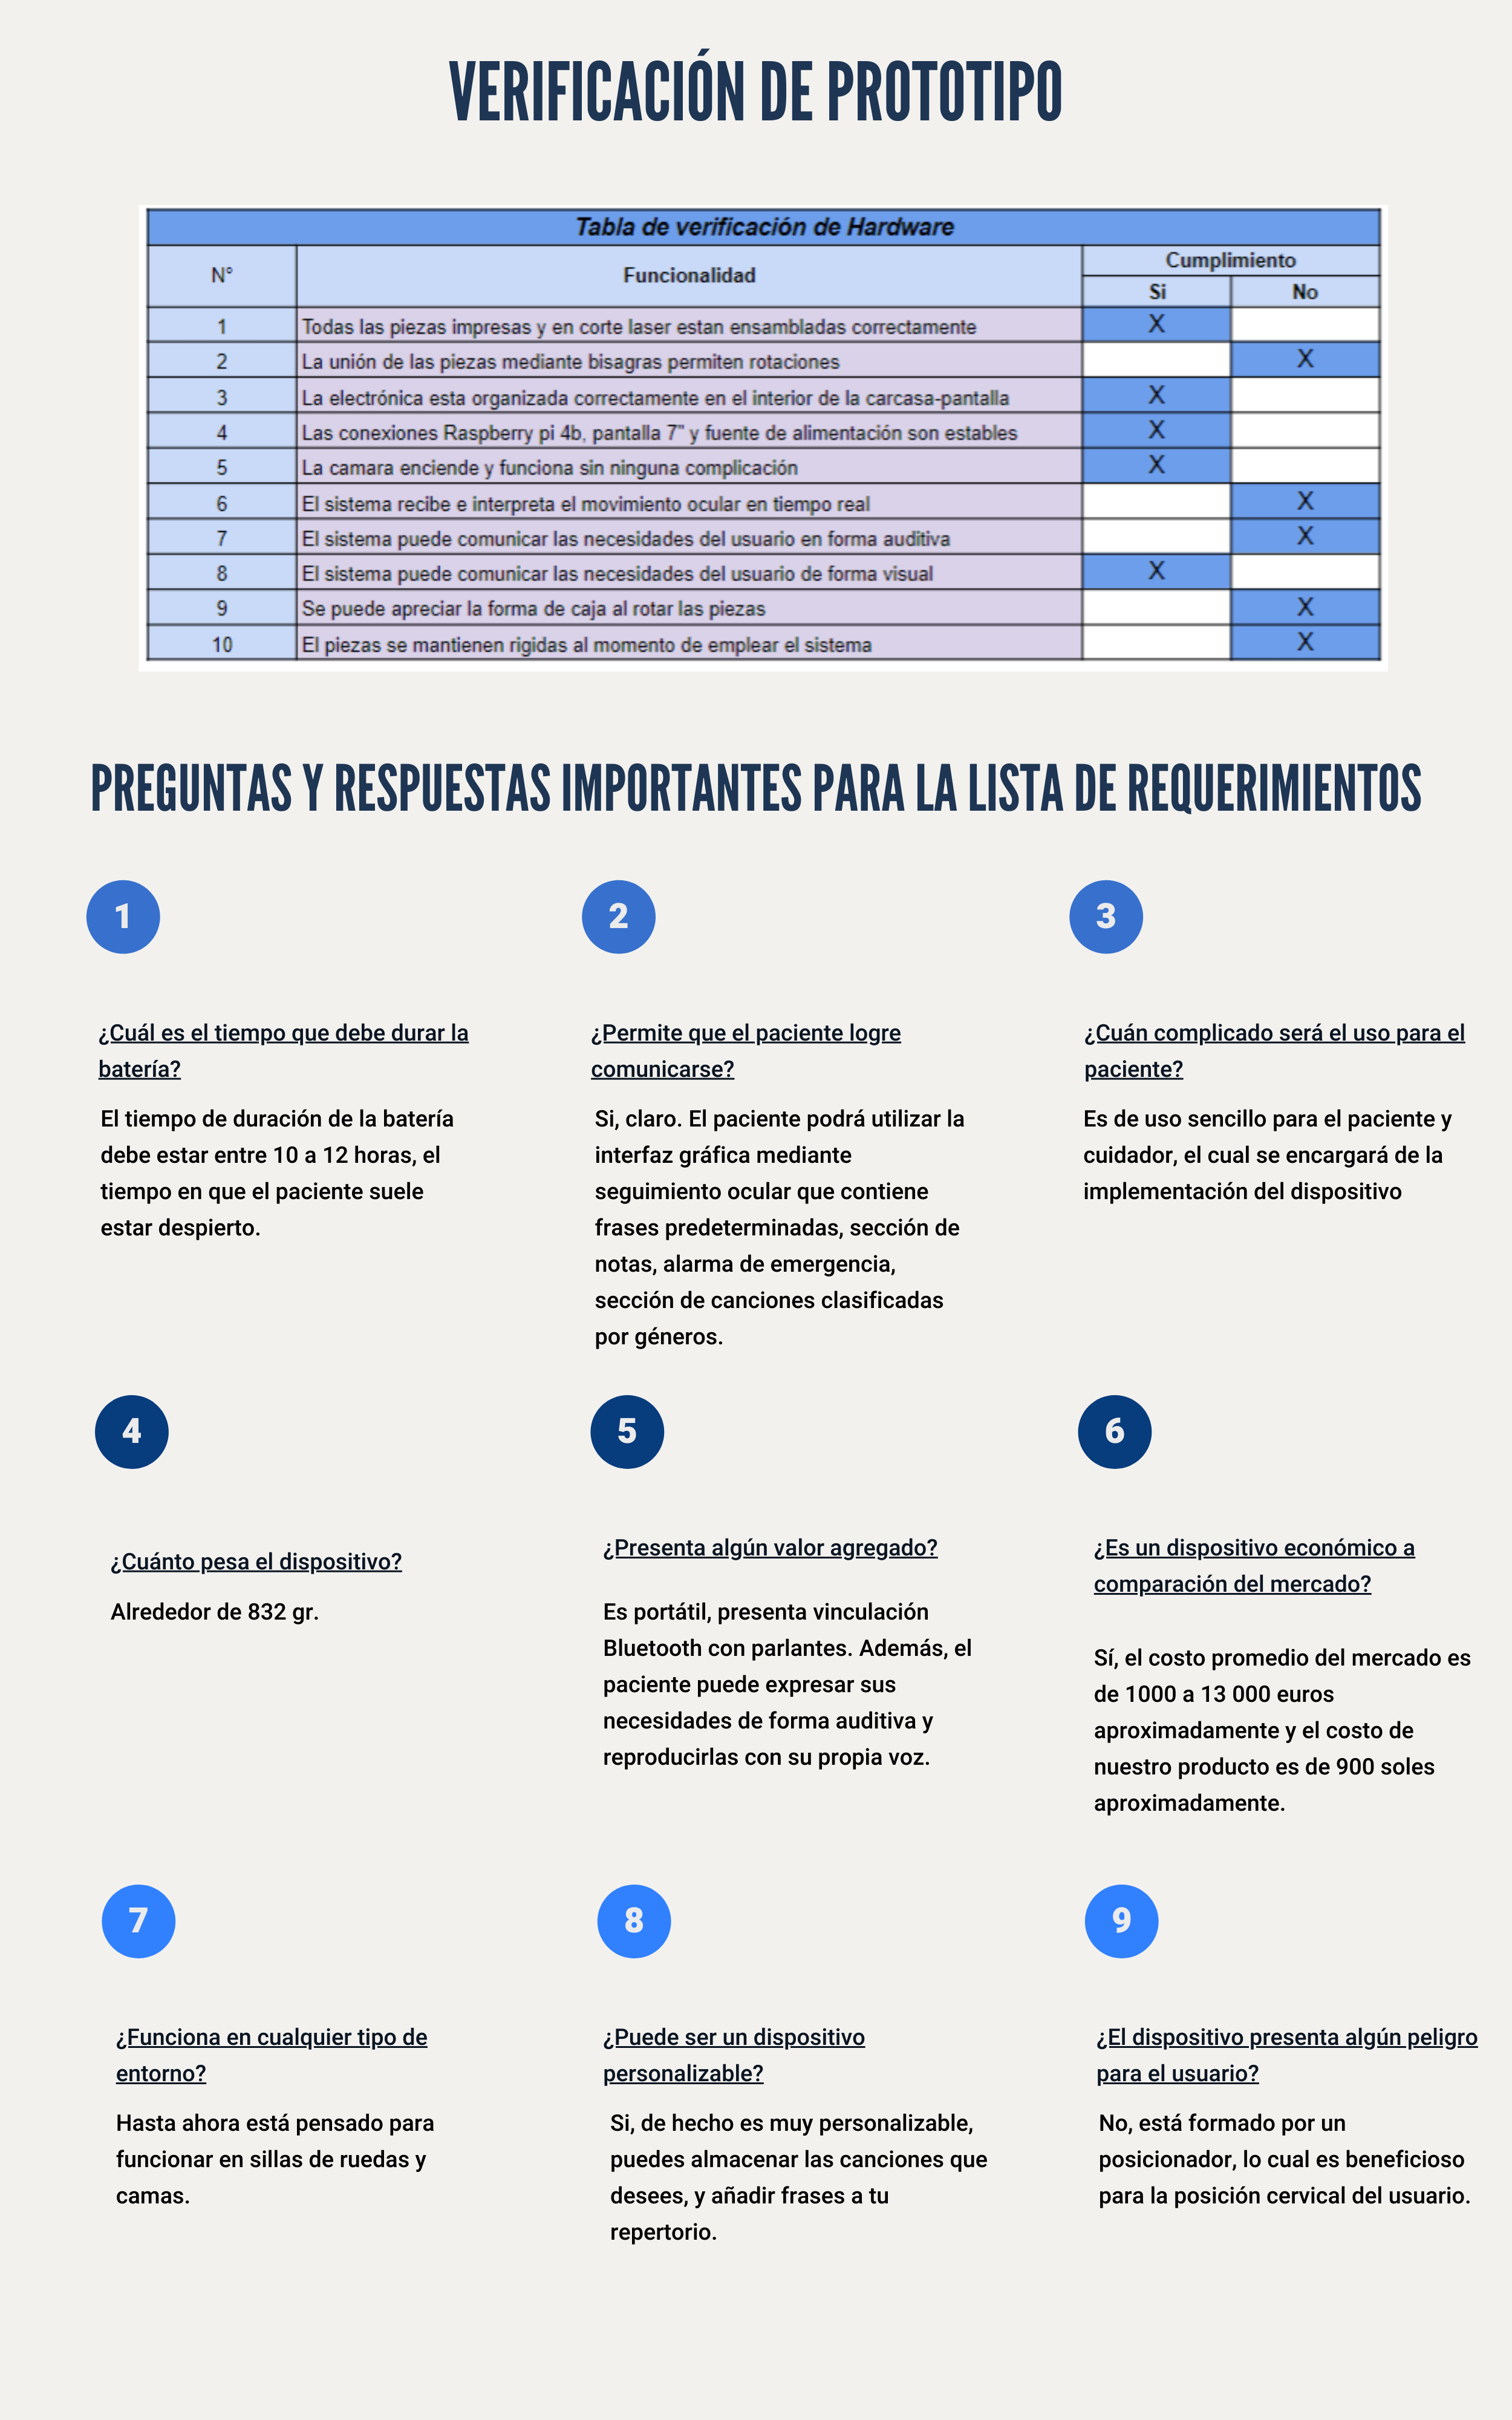 VERIFICACIÓN DE PROTOTIPO
Tabla de verificación de Hardware
N° Funcionalidad Cumplimiento
Si No
1 Todas las piezas impresas y en corte laser estan ensambladas correctamente X
2 La unión de las piezas mediante bisagras permiten rotaciones X
3 La electrónica esta organizada correctamente en el interior de la carcasa-pantalla X
4 Las conexiones Raspberry pi 4b, pantalla 7" y fuente de alimentación son estables X
5 La camara enciende y funciona sin ninguna complicación X
6 El sistema recibe e interpreta el movimiento ocular en tiempo real X
7 El sistema puede comunicar las necesidades del usuario en forma auditiva X
8 El sistema puede comunicar las necesidades del usuario de forma visual X
9 Se puede apreciar la forma de caja al rotar las piezas X
10 El piezas se mantienen rigidas al momento de emplear el sistema X
PREGUNTAS Y RESPUESTAS IMPORTANTES PARA LA LISTA DE REQUERIMIENTOS
1
¿Cuál es el tiempo que debe durar la
batería?
El tiempo de duración de la batería
debe estar entre 10 a 12 horas, el
tiempo en que el paciente suele
estar despierto.
2
¿Permite que el paciente logre
comunicarse?
Si, claro. El paciente podrá utilizar la
interfaz gráfica mediante
seguimiento ocular que contiene
frases predeterminadas, sección de
notas, alarma de emergencia,
sección de canciones clasificadas
por géneros.
3
¿Cuán complicado será el uso para el
paciente?
Es de uso sencillo para el paciente y
cuidador, el cual se encargará de la
implementación del dispositivo
4
¿Cuánto pesa el dispositivo?
Alrededor de 832 gr.
5
¿Presenta algún valor agregado?
Es portátil, presenta vinculación
Bluetooth con parlantes. Además, el
paciente puede expresar sus
necesidades de forma auditiva y
reproducirlas con su propia voz.
6
¿Es un dispositivo económico a
comparación del mercado?
Sí, el costo promedio del mercado es
de 1000 a 13 000 euros
aproximadamente y el costo de
nuestro producto es de 900 soles
aproximadamente.
7
¿Funciona en cualquier tipo de
entorno?
Hasta ahora está pensado para
funcionar en sillas de ruedas y
camas.
8
¿Puede ser un dispositivo
personalizable?
Si, de hecho es muy personalizable,
puedes almacenar las canciones que
desees, y añadir frases a tu
repertorio.
9
¿El dispositivo presenta algún peligro
para el usuario?
No, está formado por un
posicionador, lo cual es beneficioso
para la posición cervical del usuario.